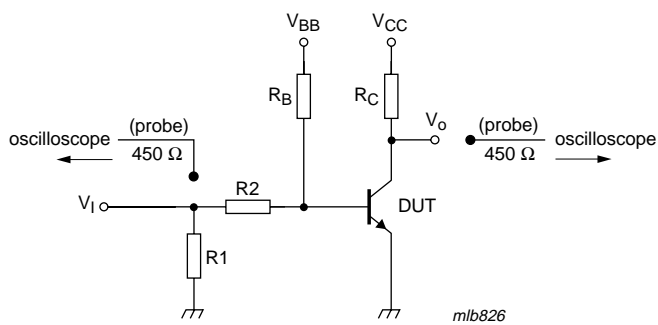 VBB
VCC
RB
RC
Vo
(probe)
oscilloscope
450 Ω
(probe)
oscilloscope
450 Ω
R2
VI
DUT
R1
mlb826